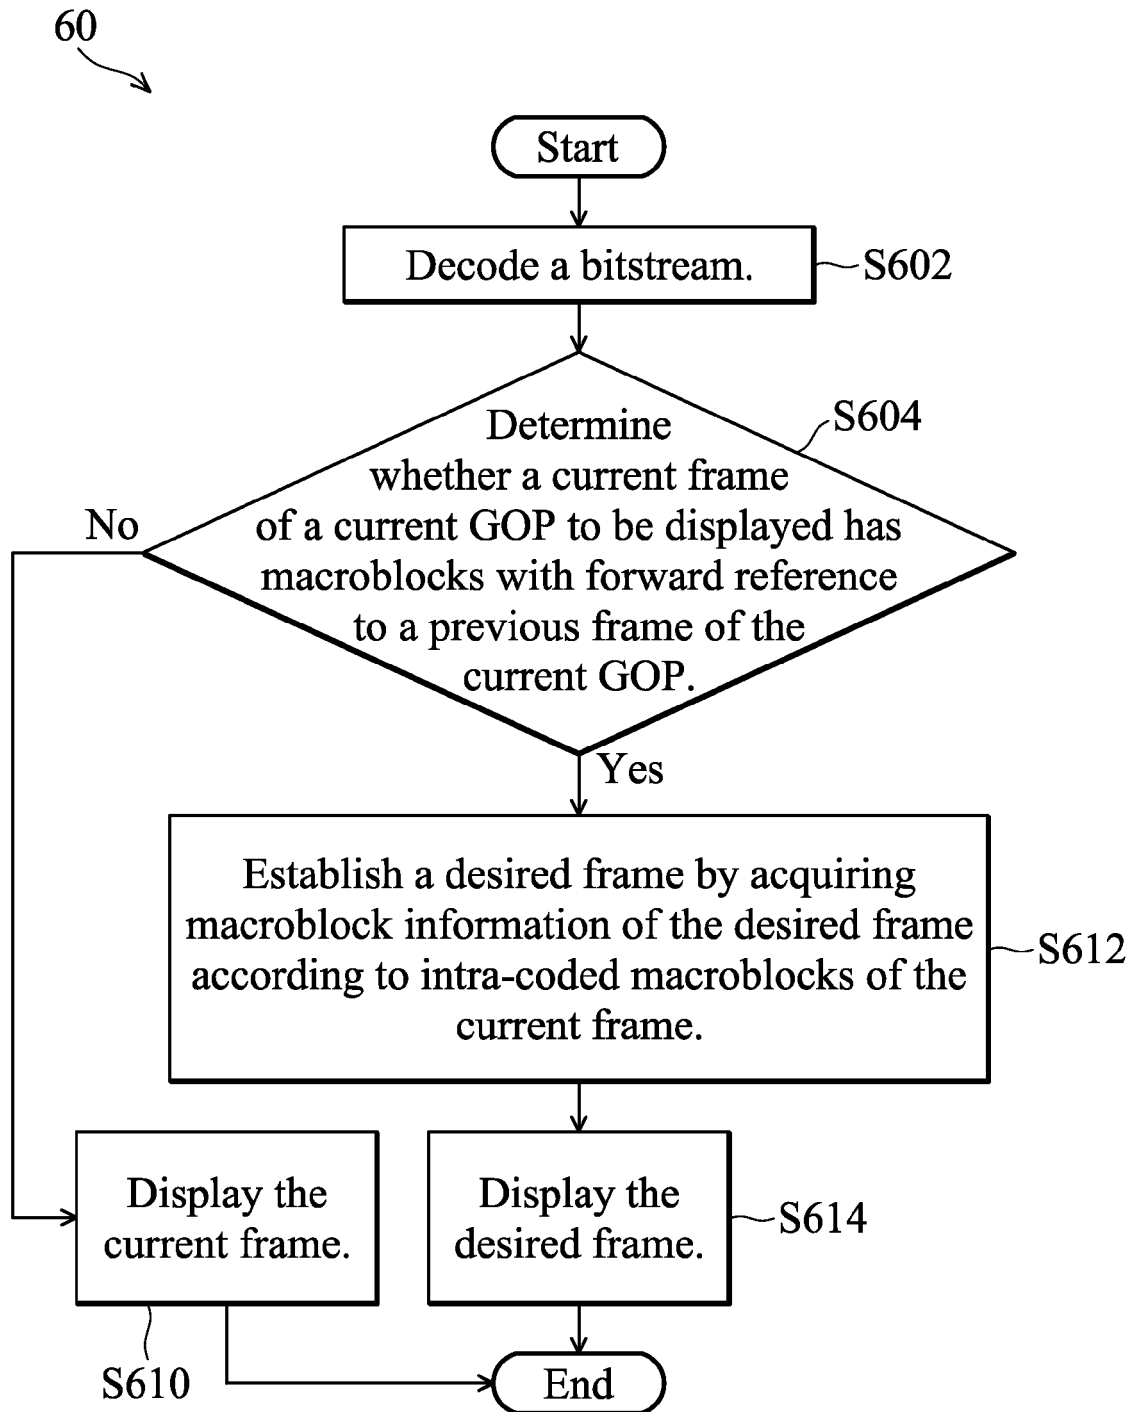 60
Start
Decode a bitstream.
S602
Determine
whether a current frame
of a current GOP to be displayed has
macroblocks with forward reference
to a previous frame of the
current GOP.
S604
No
Yes
Establish a desired frame by acquiring
macroblock information of the desired frame
according to intra-coded macroblocks of the
current frame.
S612
Display the
current frame.
S610
Display the
desired frame.
S614
End